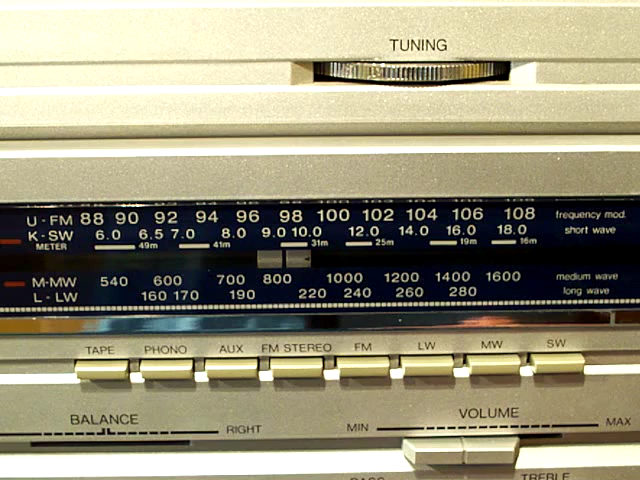 TUNING
U - FM 88 90 92 94 96 98 100 102 104 106 108 frequency mod.
K - SW 6.0 6.5 7.0 8.0 9.0 10.0 12.0 14.0 16.0 18.0 short wave
METER 49m 41m 31m 25m 19m 16m
M-MW 540 600 700 800 1000 1200 1400 1600 medium wave
L - LW 160 170 190 220 240 260 280 long wave
TAPE PHONO AUX FM STEREO FM LW MW SW
BALANCE VOLUME
RIGHT MIN MAX
BASS TREBLE